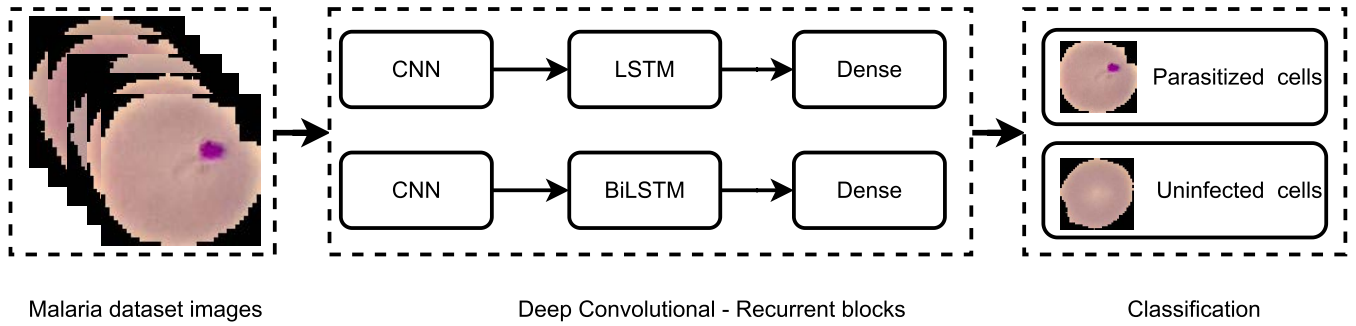 CNN
LSTM
Dense
CNN
BiLSTM
Dense
Parasitized cells
Uninfected cells
Malaria dataset images
Deep Convolutional - Recurrent blocks
Classification